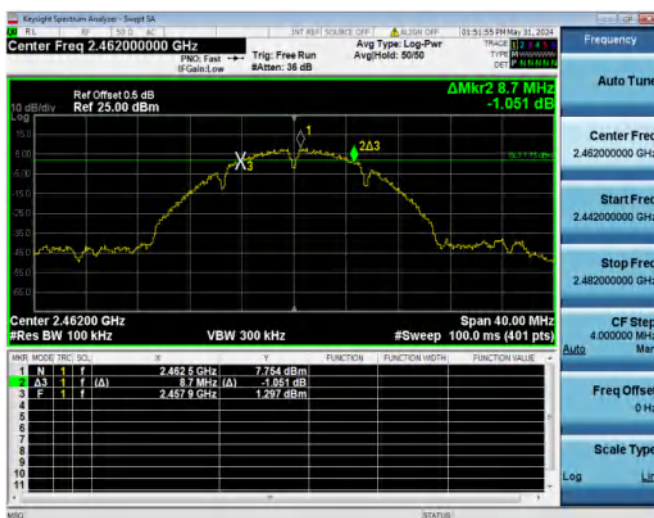 Keysight Spectrum Analyzer - Swept SA
RL RF 50 Ω AC INT REF SOURCE OFF ALIGN OFF 01:51:55 PM May 31, 2024
Center Freq 2.462000000 GHz
PNO: Fast
IFGain:Low
Trig: Free Run
#Atten: 36 dB
Avg Type: Log-Pwr
Avg|Hold: 50/50
TRACE 1 2 3 4 5 6
TYPE M
DET P N N N N N
Ref Offset 0.5 dB
10 dB/div Ref 25.00 dBm
Log
ΔMkr2 8.7 MHz
-1.051 dB
15.0
5.00
-5.00
-15.0
-25.0
-35.0
-45.0
-55.0
-65.0
1
2Δ3
3
Center 2.46200 GHz Span 40.00 MHz
#Res BW 100 kHz VBW 300 kHz #Sweep 100.0 ms (401 pts)
MKR MODE TRC SCL X Y FUNCTION FUNCTION WIDTH FUNCTION VALUE
1 N 1 f 2.462 5 GHz 7.754 dBm
2 Δ3 1 f (Δ) 8.7 MHz (Δ) -1.051 dB
3 F 1 f 2.457 9 GHz 1.297 dBm
4
5
6
7
8
9
10
11
MSG STATUS
Frequency
Auto Tune
Center Freq
2.462000000 GHz
Start Freq
2.442000000 GHz
Stop Freq
2.482000000 GHz
CF Step
4.000000 MHz
Auto Man
Freq Offset
0 Hz
Scale Type
Log Lin